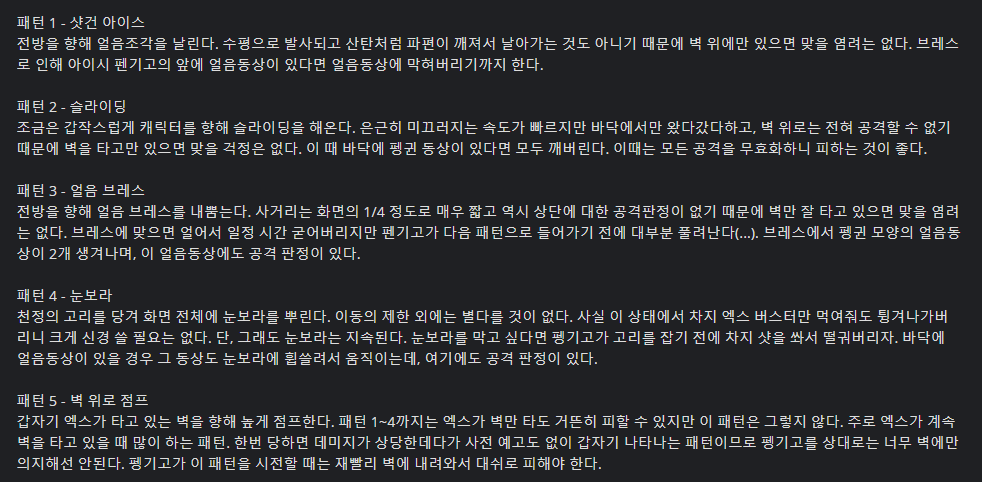 패턴 1 - 샷건 아이스
전방을 향해 얼음조각을 날린다. 수평으로 발사되고 산탄처럼 파편이 깨져서 날아가는 것도 아니기 때문에 벽 위에만 있으면 맞을 염려는 없다. 브레스
로 인해 아이시 펜기고의 앞에 얼음동상이 있다면 얼음동상에 막혀버리기까지 한다.
패턴 2 - 슬라이딩
조금은 갑작스럽게 캐릭터를 향해 슬라이딩을 해온다. 은근히 미끄러지는 속도가 빠르지만 바닥에서만 왔다갔다하고, 벽 위로는 전혀 공격할 수 없기
때문에 벽을 타고만 있으면 맞을 걱정은 없다. 이 때 바닥에 펭귄 동상이 있다면 모두 깨버린다. 이때는 모든 공격을 무효화하니 피하는 것이 좋다.
패턴 3 - 얼음 브레스
전방을 향해 얼음 브레스를 내뿜는다. 사거리는 화면의 1/4 정도로 매우 짧고 역시 상단에 대한 공격판정이 없기 때문에 벽만 잘 타고 있으면 맞을 염려
는 없다. 브레스에 맞으면 얼어서 일정 시간 굳어버리지만 펜기고가 다음 패턴으로 들어가기 전에 대부분 풀려난다(...). 브레스에서 펭귄 모양의 얼음동
상이 2개 생겨나며, 이 얼음동상에도 공격 판정이 있다.
패턴 4 - 눈보라
천정의 고리를 당겨 화면 전체에 눈보라를 뿌린다. 이동의 제한 외에는 별다를 것이 없다. 사실 이 상태에서 차지 엑스 버스터만 먹여줘도 튕겨나가버
리니 크게 신경 쓸 필요는 없다. 단, 그래도 눈보라는 지속된다. 눈보라를 막고 싶다면 펭기고가 고리를 잡기 전에 차지 샷을 쏴서 떨궈버리자. 바닥에
얼음동상이 있을 경우 그 동상도 눈보라에 휩쓸려서 움직이는데, 여기에도 공격 판정이 있다.
패턴 5 - 벽 위로 점프
갑자기 엑스가 타고 있는 벽을 향해 높게 점프한다. 패턴 1~4까지는 엑스가 벽만 타도 거뜬히 피할 수 있지만 이 패턴은 그렇지 않다. 주로 엑스가 계속
벽을 타고 있을 때 많이 하는 패턴. 한번 당하면 데미지가 상당한데다가 사전 예고도 없이 갑자기 나타나는 패턴이므로 펭기고를 상대로는 너무 벽에만
의지해선 안된다. 펭기고가 이 패턴을 시전할 때는 재빨리 벽에 내려와서 대쉬로 피해야 한다.